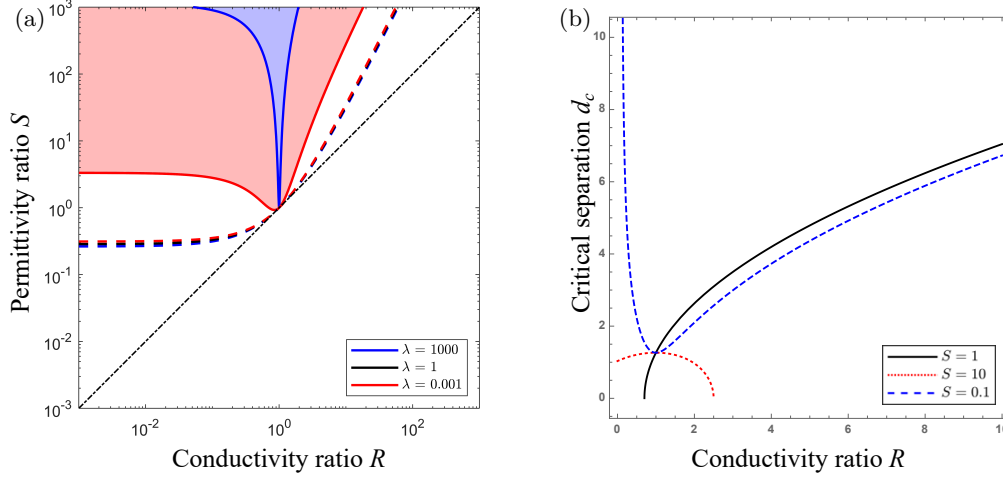 (a)
10^3
10^2
10^1
10^0
10^-1
10^-2
10^-3
Permittivity ratio S
λ = 1000
λ = 1
λ = 0.001
10^-2
10^0
10^2
Conductivity ratio R
(b)
10
8
6
4
2
0
Critical separation d_c
S = 1
S = 10
S = 0.1
0
2
4
6
8
10
Conductivity ratio R